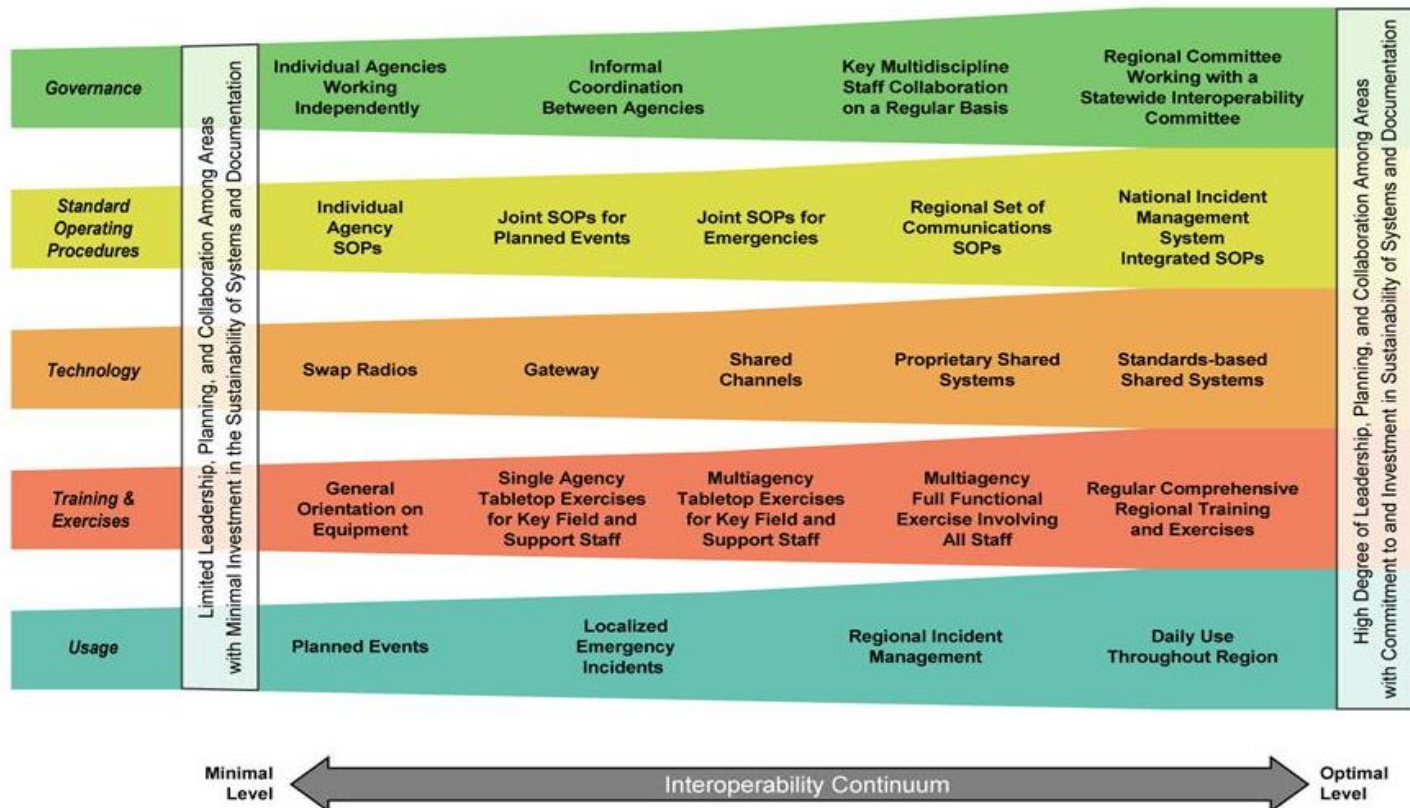 Governance
Limited Leadership, Planning, and Collaboration Among Areas
with Minimal Investment in the Sustainability of Systems and Documentation
Individual Agencies
Working
Independently
Informal
Coordination
Between Agencies
Key Multidiscipline
Staff Collaboration
on a Regular Basis
Regional Committee
Working with a
Statewide Interoperability
Committee
High Degree of Leadership, Planning, and Collaboration Among Areas
with Commitment to and Investment in Sustainability of Systems and Documentation
Standard
Operating
Procedures
Individual
Agency
SOPs
Joint SOPs for
Planned Events
Joint SOPs for
Emergencies
Regional Set of
Communications
SOPs
National Incident
Management
System
Integrated SOPs
Technology
Swap Radios
Gateway
Shared
Channels
Proprietary Shared
Systems
Standards-based
Shared Systems
Training &
Exercises
General
Orientation on
Equipment
Single Agency
Tabletop Exercises
for Key Field and
Support Staff
Multiagency
Tabletop Exercises
for Key Field and
Support Staff
Multiagency
Full Functional
Exercise Involving
All Staff
Regular Comprehensive
Regional Training
and Exercises
Usage
Planned Events
Localized
Emergency
Incidents
Regional Incident
Management
Daily Use
Throughout Region
Minimal
Level
Interoperability Continuum
Optimal
Level